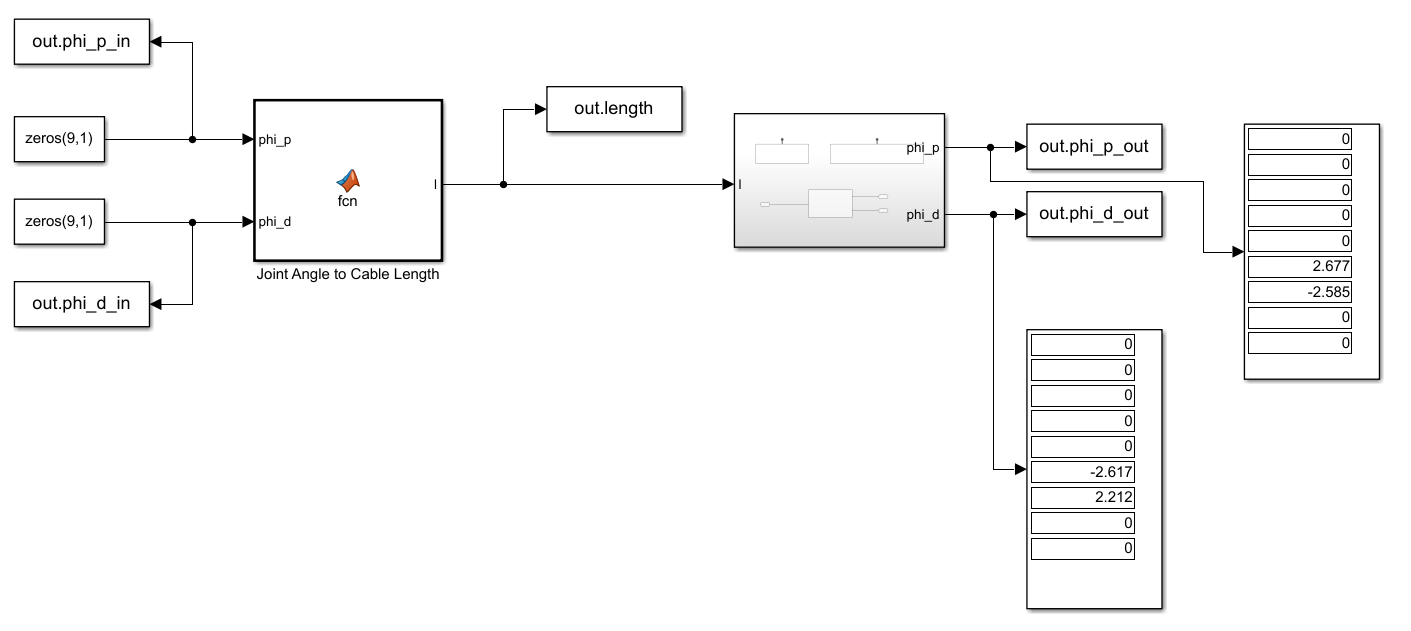 out.phi_p_in
zeros(9,1)
phi_p
fcn
l
zeros(9,1)
phi_d
Joint Angle to Cable Length
out.phi_d_in
out.length
l
phi_p
phi_d
out.phi_p_out
out.phi_d_out
0
0
0
0
0
2.677
-2.585
0
0
0
0
0
0
0
-2.617
2.212
0
0